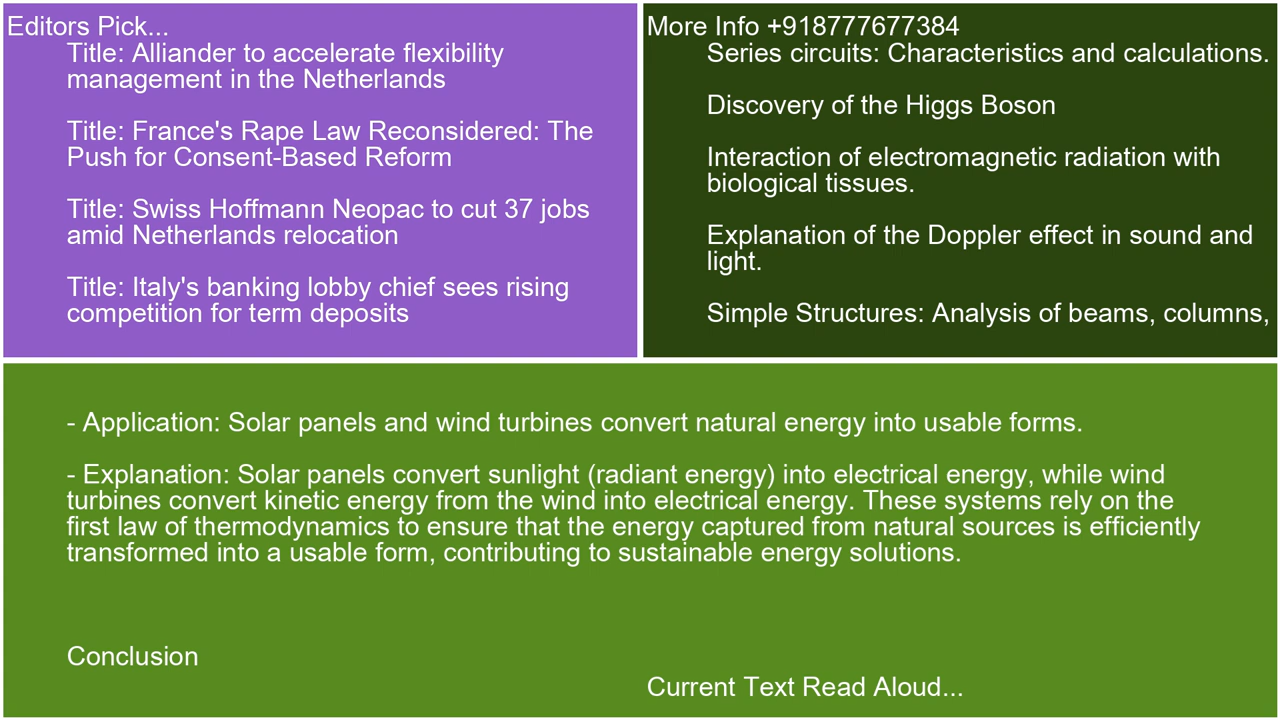 Editors Pick...
Title: Alliander to accelerate flexibility
management in the Netherlands
Title: France's Rape Law Reconsidered: The
Push for Consent-Based Reform
Title: Swiss Hoffmann Neopac to cut 37 jobs
amid Netherlands relocation
Title: Italy's banking lobby chief sees rising
competition for term deposits
More Info +918777677384
Series circuits: Characteristics and calculations.
Discovery of the Higgs Boson
Interaction of electromagnetic radiation with
biological tissues.
Explanation of the Doppler effect in sound and
light.
Simple Structures: Analysis of beams, columns,
- Application: Solar panels and wind turbines convert natural energy into usable forms.
- Explanation: Solar panels convert sunlight (radiant energy) into electrical energy, while wind
turbines convert kinetic energy from the wind into electrical energy. These systems rely on the
first law of thermodynamics to ensure that the energy captured from natural sources is efficiently
transformed into a usable form, contributing to sustainable energy solutions.
Conclusion
Current Text Read Aloud...